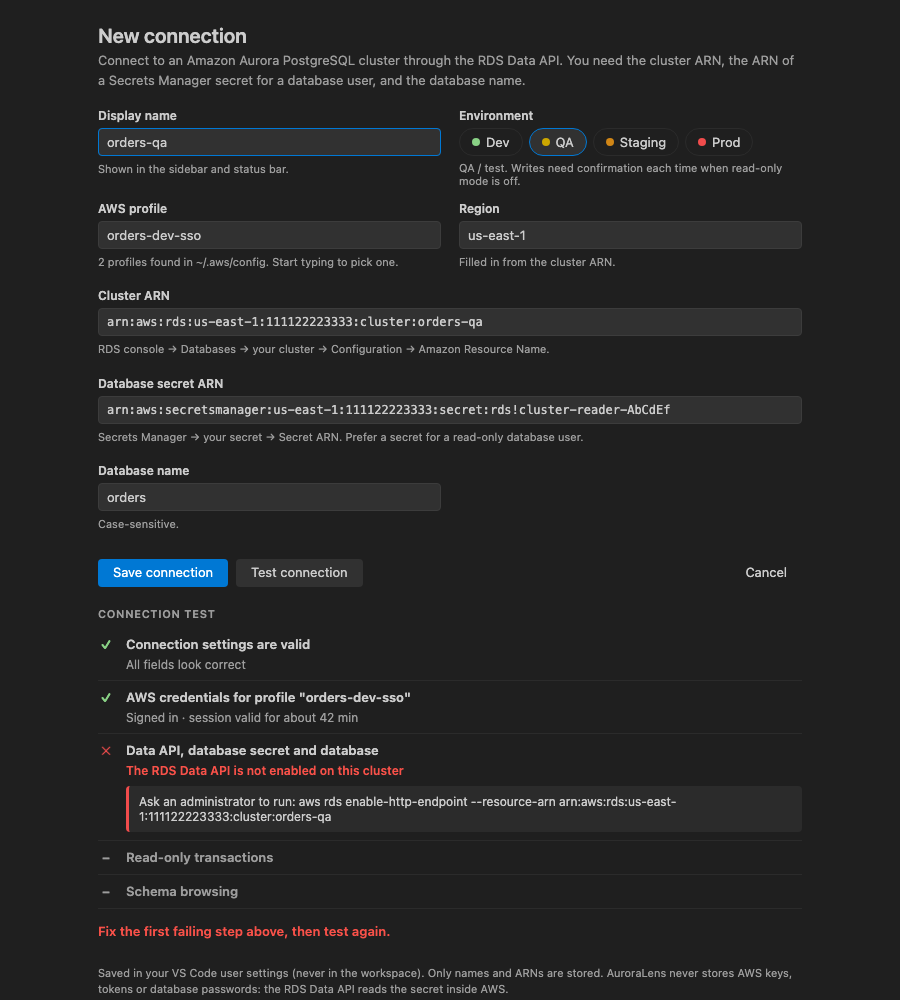 New connection
Connect to an Amazon Aurora PostgreSQL cluster through the RDS Data API. You need the cluster ARN, the ARN of
a Secrets Manager secret for a database user, and the database name.
Display name
orders-qa
Shown in the sidebar and status bar.
Environment
Dev QA Staging Prod
QA / test. Writes need confirmation each time when read-only
mode is off.
AWS profile
orders-dev-sso
2 profiles found in ~/.aws/config. Start typing to pick one.
Region
us-east-1
Filled in from the cluster ARN.
Cluster ARN
arn:aws:rds:us-east-1:111122223333:cluster:orders-qa
RDS console → Databases → your cluster → Configuration → Amazon Resource Name.
Database secret ARN
arn:aws:secretsmanager:us-east-1:111122223333:secret:rds!cluster-reader-AbCdEf
Secrets Manager → your secret → Secret ARN. Prefer a secret for a read-only database user.
Database name
orders
Case-sensitive.
Save connection Test connection Cancel
CONNECTION TEST
Connection settings are valid
All fields look correct
AWS credentials for profile "orders-dev-sso"
Signed in · session valid for about 42 min
Data API, database secret and database
The RDS Data API is not enabled on this cluster
Ask an administrator to run: aws rds enable-http-endpoint --resource-arn arn:aws:rds:us-east-
1:111122223333:cluster:orders-qa
Read-only transactions
Schema browsing
Fix the first failing step above, then test again.
Saved in your VS Code user settings (never in the workspace). Only names and ARNs are stored. AuroraLens never stores AWS keys,
tokens or database passwords: the RDS Data API reads the secret inside AWS.